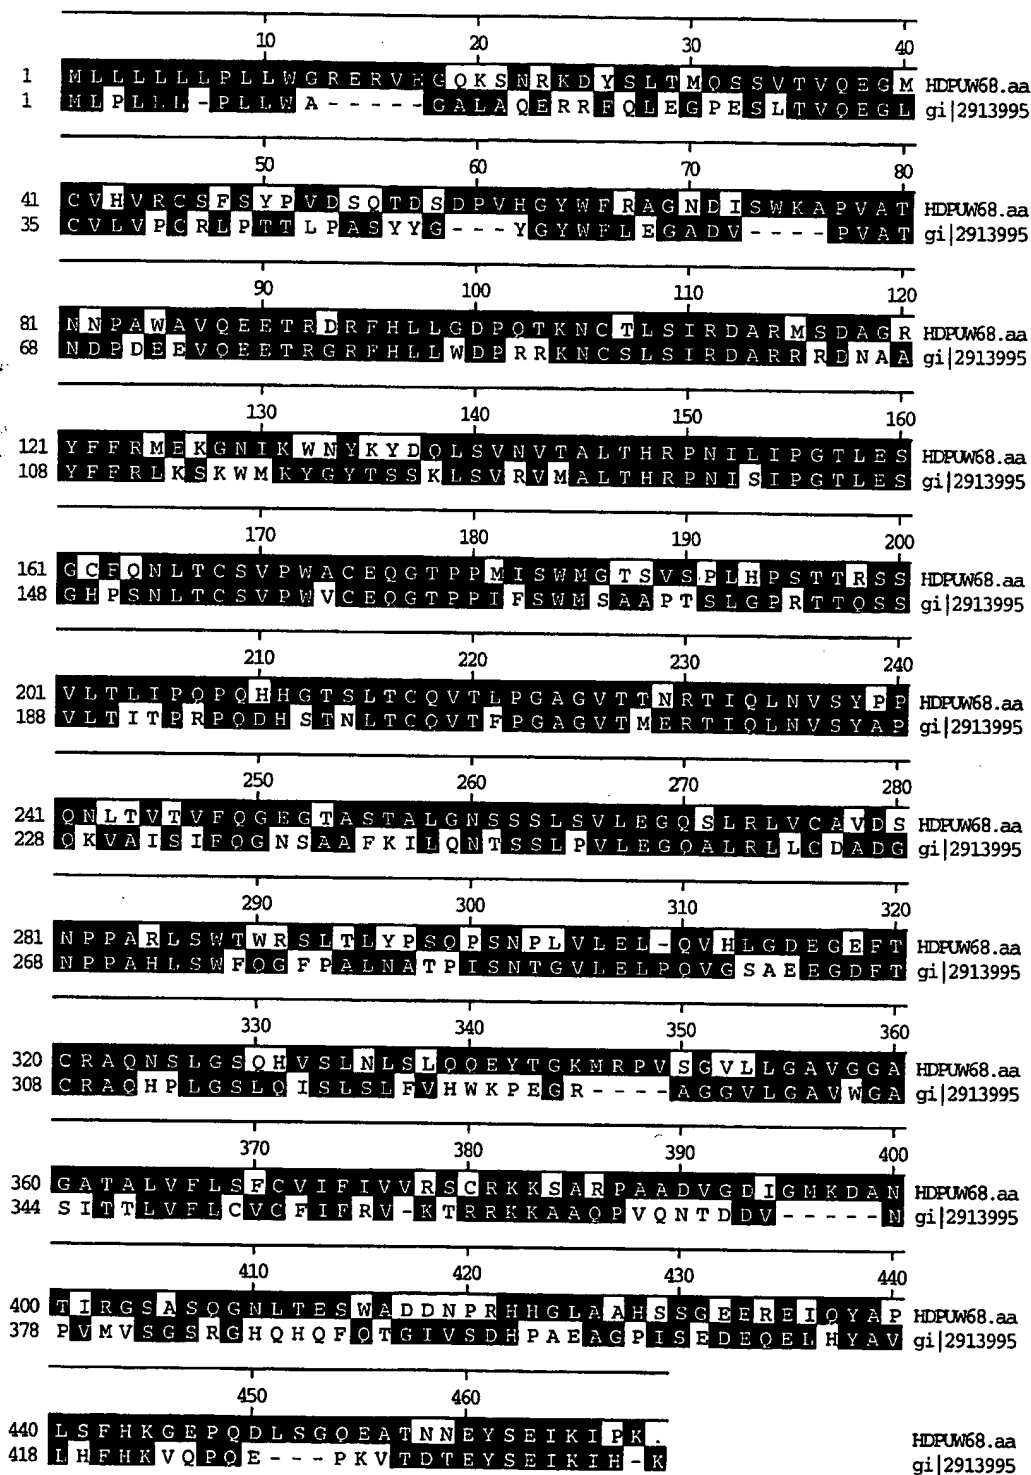 10 20 30 40
1 MLLLLLLPLLWGRERVEGQKSNRKDYSLTMQSSVTVQEGM HDPUW68.aa
1 MLPLLL-PLLWA-----GALAQERRFQLEGPESLTVQEGL gi|2913995
50 60 70 80
41 CVHVRCSFSYPVDSQTDSDPVHGYWFRAGNDISWKAPVAT HDPUW68.aa
35 CVLVPCRLPTTLPASYYG---YGYWFLEGADV----PVAT gi|2913995
90 100 110 120
81 NNPAWAVQEETRDRFHLLGDPQTKNCTLSIRDARMSDAGR HDPUW68.aa
68 NDPDEEVQEETRGRFHLLWDPRRKNCSLSIRDARRRDNAA gi|2913995
130 140 150 160
121 YFFRMEKGNIKWNYKYDQLSVNVTALTHRPNILIPGTLES HDPUW68.aa
108 YFFRLKSKWMKYGYTSSKLSVRVMALTHRPNISIPGTLES gi|2913995
170 180 190 200
161 GCFQNLTCSVPWACEQGTPPMISWMGTSVSPLHPSTTRSS HDPUW68.aa
148 GHPSNLTCSVPWVCEQGTPPIFSWMSAAPTSLGPRTTQSS gi|2913995
210 220 230 240
201 VLTLIPQPQHHGTSLTCQVTLPGAGVTTNRTIQLNVSYPP HDPUW68.aa
188 VLTITPRPQDHSTNLTCQVTFPGAGVTMERTIQLNVSYAP gi|2913995
250 260 270 280
241 QNLTVTVFQGEGTASTALGNSSSLSVLEGQSLRLVCAVDS HDPUW68.aa
228 QKVAISIFQGNSAAFKILQNTSSLPVLEGQALRLLCDADG gi|2913995
290 300 310 320
281 NPPARLSWTWRSLTLYPSQPSNPLVLEL-QVHLGDEGEFT HDPUW68.aa
268 NPPAHLSWFQGFPALNATPISNTGVLELPQVGSAEEGDFT gi|2913995
330 340 350 360
320 CRAQNSLGSQHVSLNLSLQQEYTGKMRPVSGVLLGAVGGA HDPUW68.aa
308 CRAQHPLGSLQISLSLFVHWKPEGR----AGGVLGAVWGA gi|2913995
370 380 390 400
360 GATALVFLSFCVIFIVVRSCRKKSARPAADVGDIGMKDAN HDPUW68.aa
344 SITTLVFLCVCFIFRV-KTRRKKAAQPVQNTDDV-----N gi|2913995
410 420 430 440
400 TIRGSASQGNLTESWADDNPRHHGLAAHSSGEEREIQYAP HDPUW68.aa
378 PVMVSGSRGHQHQFQTGIVSDHPAEAGPISEDEQELHYAV gi|2913995
450 460
440 LSFHKGEPQDLSGQEATNNEYSEIKIPK. HDPUW68.aa
418 LHFHKVQPQE---PKVTDTEYSEIKIH-K gi|2913995